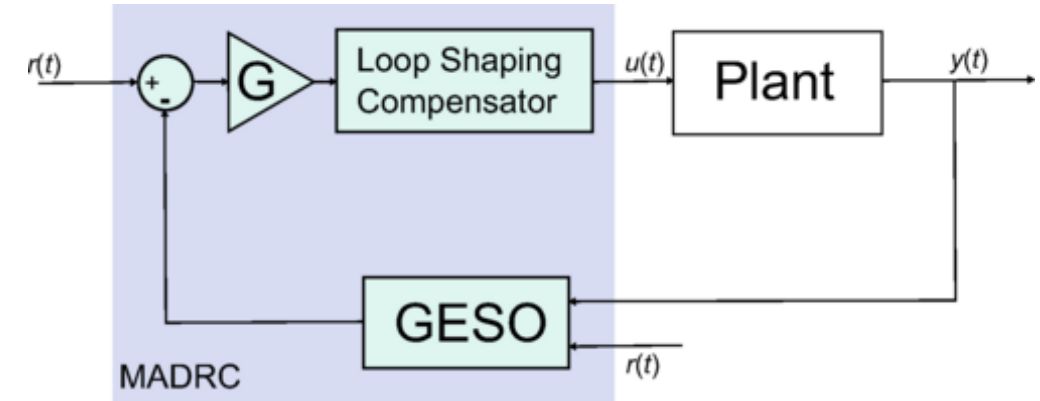 r(t)
+
-
G
Loop Shaping
Compensator
u(t)
Plant
y(t)
GESO
r(t)
MADRC